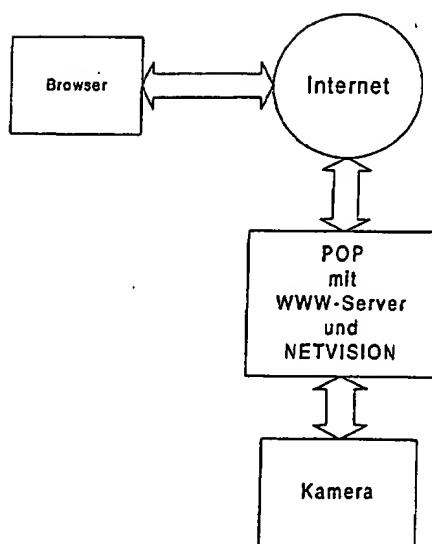 Browser
Internet
POP
mit
WWW-Server
und
NETVISION
Kamera